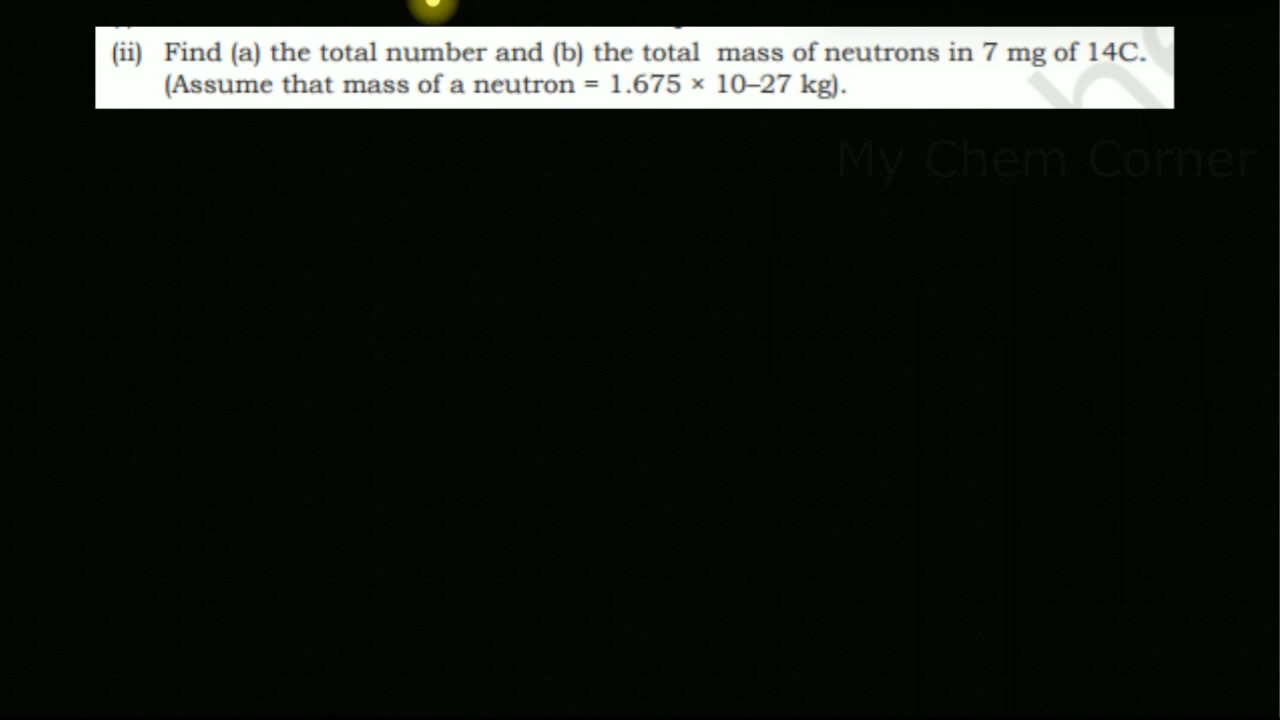 (ii) Find (a) the total number and (b) the total mass of neutrons in 7 mg of 14C.
(Assume that mass of a neutron = 1.675 × 10–27 kg).
My Chem Corner